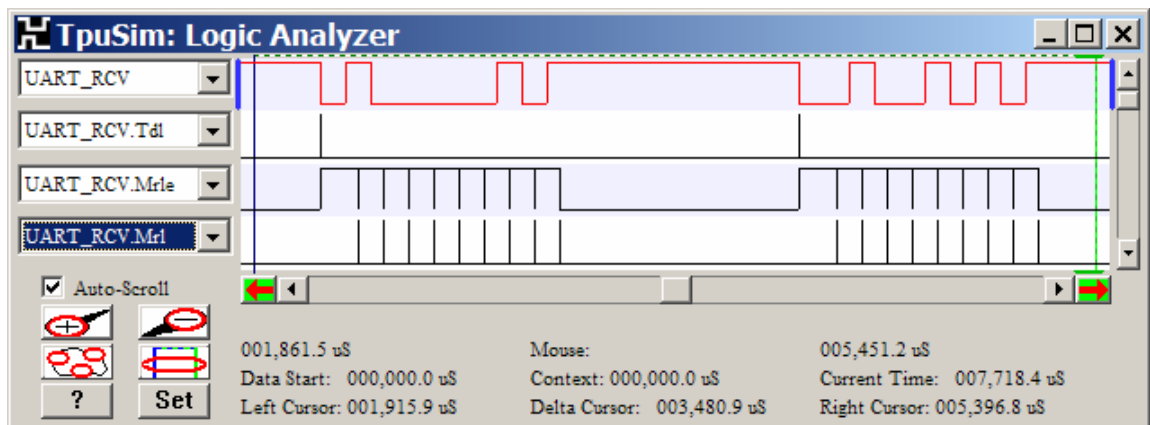 TpuSim: Logic Analyzer
UART_RCV
UART_RCV.Tdl
UART_RCV.Mrle
UART_RCV.Mrl
Auto-Scroll
001,861.5 uS Mouse: 005,451.2 uS
Data Start: 000,000.0 uS Context: 000,000.0 uS Current Time: 007,718.4 uS
? Set Left Cursor: 001,915.9 uS Delta Cursor: 003,480.9 uS Right Cursor: 005,396.8 uS